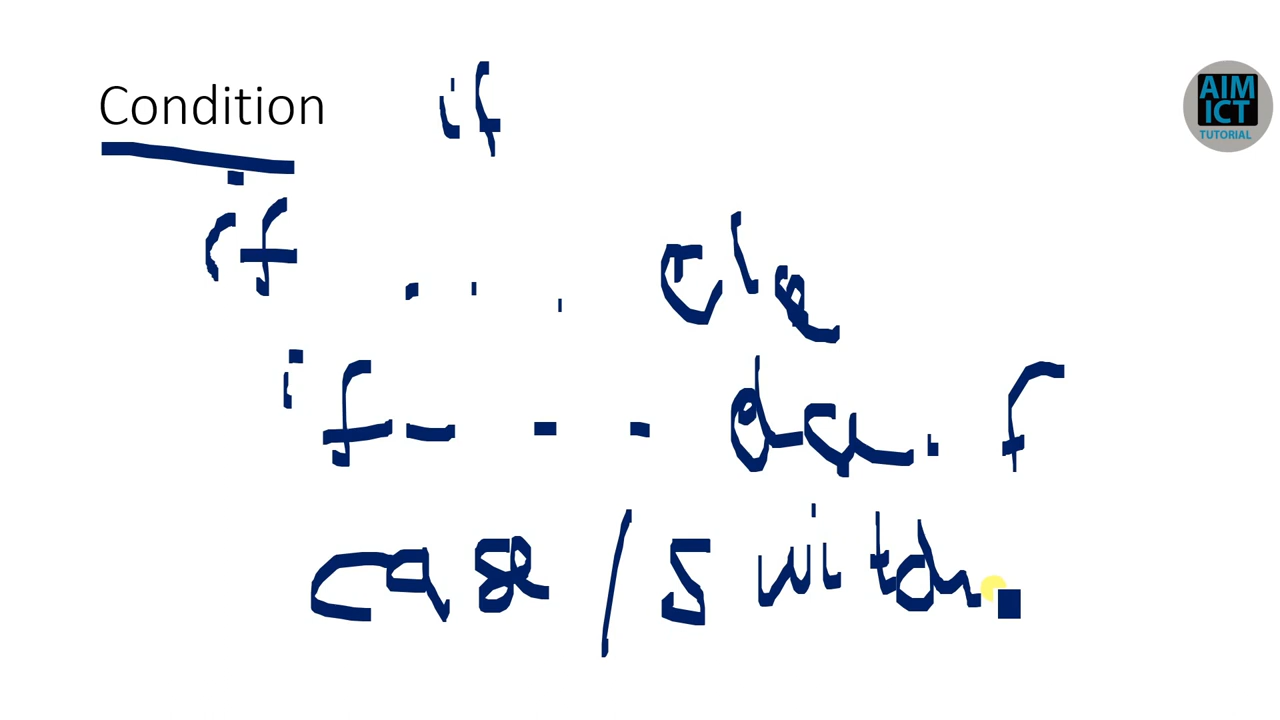 Condition if
AIM
ICT
TUTORIAL
if . . . else
if - - - else if
case / switch